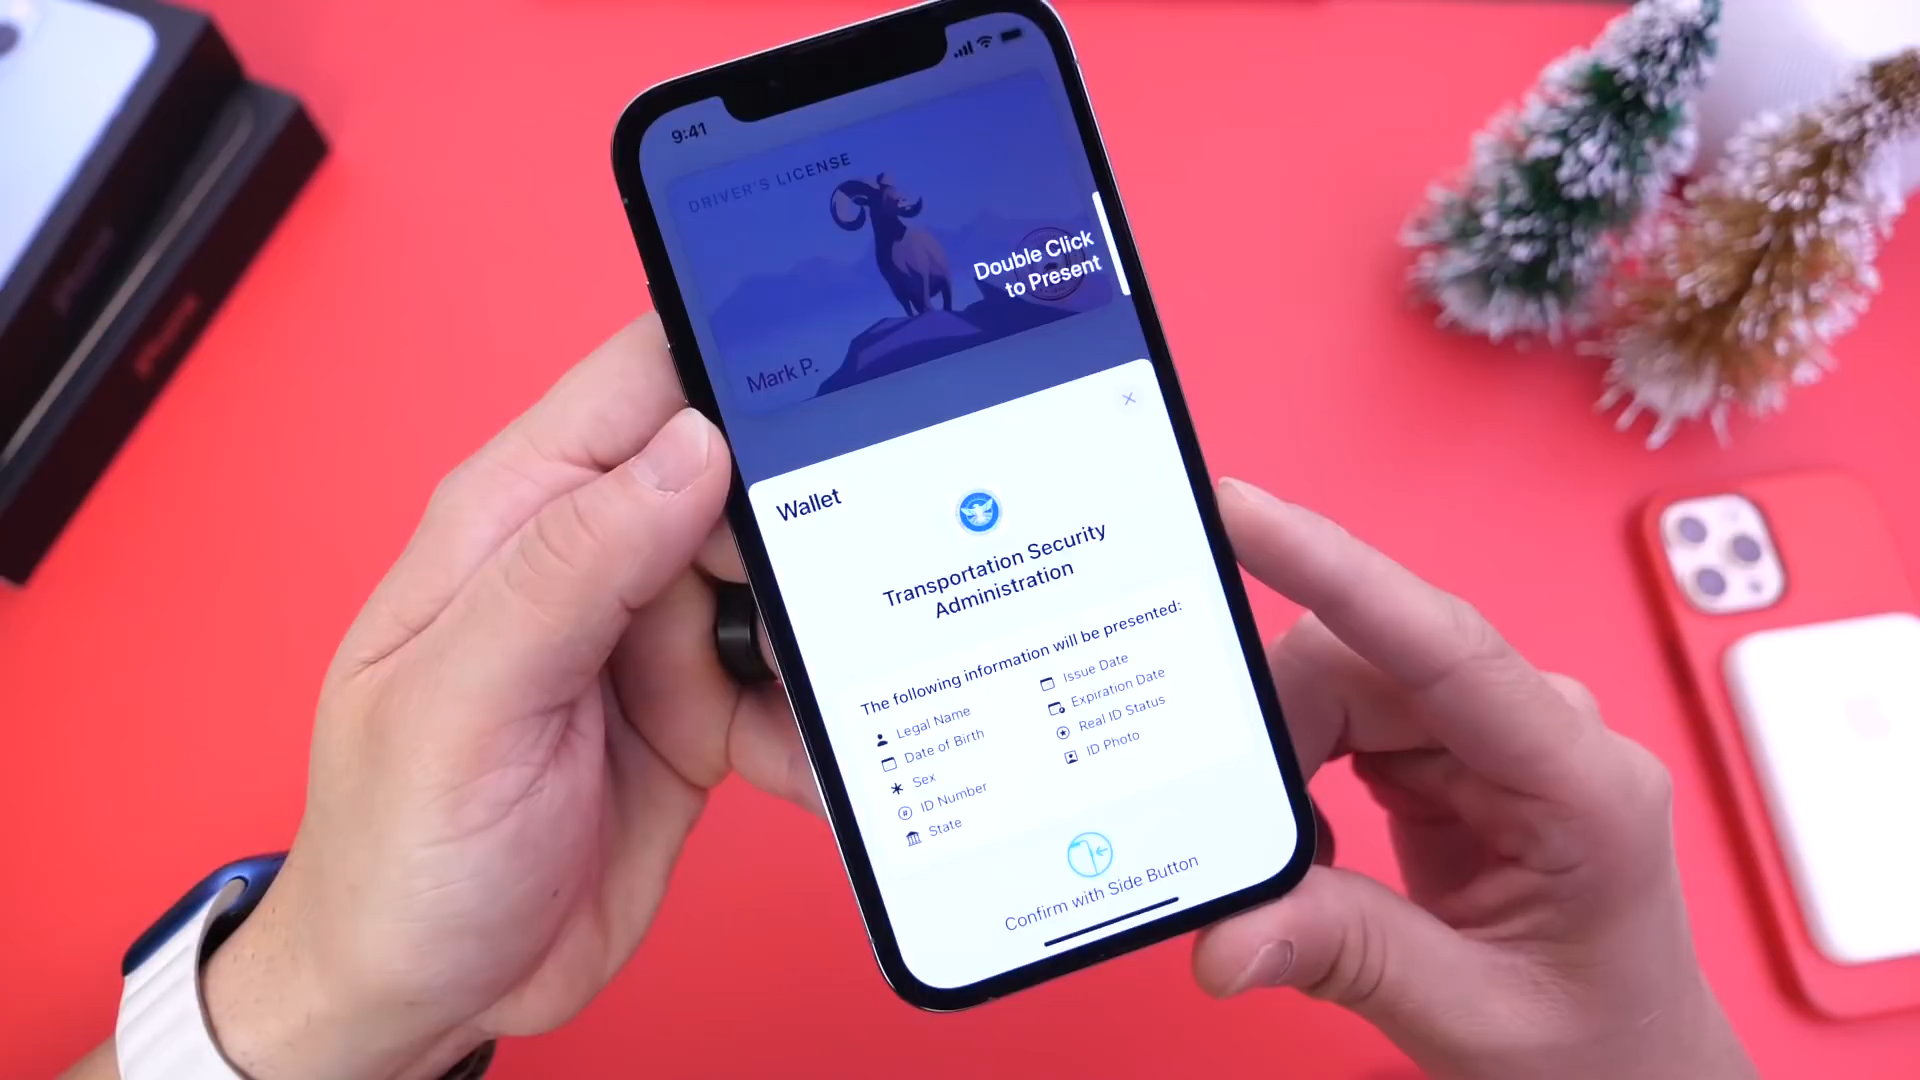 9:41
DRIVER'S LICENSE
Double Click
to Present
Mark P.
Wallet
Transportation Security
Administration
The following information will be presented:
Legal Name
Date of Birth
Sex
ID Number
State
Issue Date
Expiration Date
Real ID Status
ID Photo
Confirm with Side Button